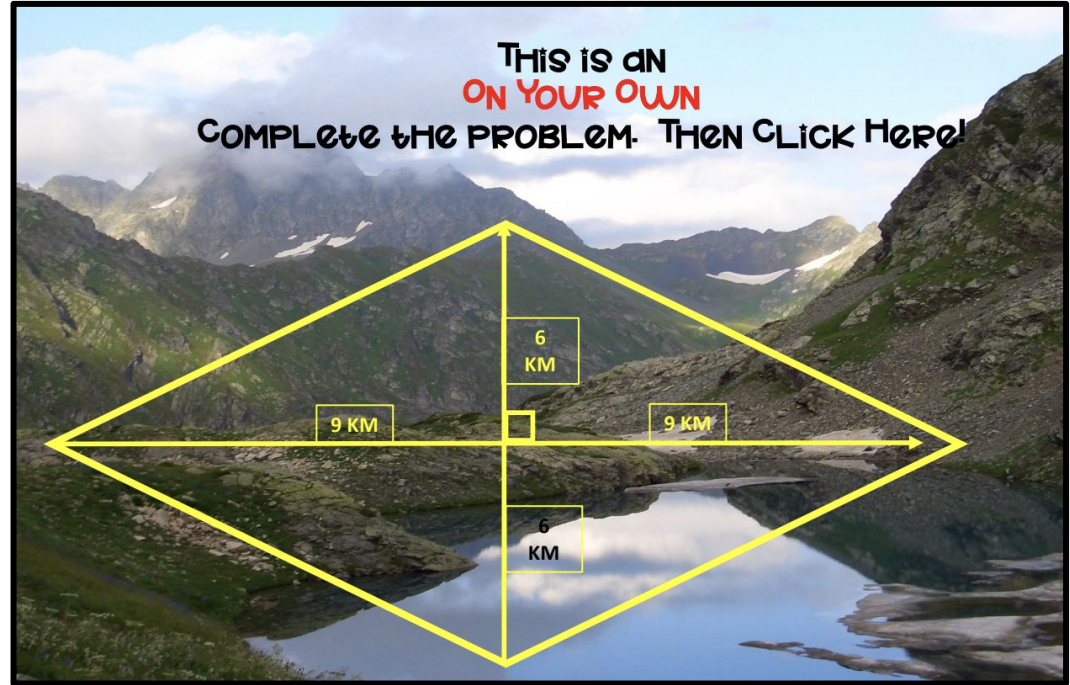 This is an
On Your Own
Complete the problem. Then Click Here!
6
KM
9 KM
9 KM
6
KM